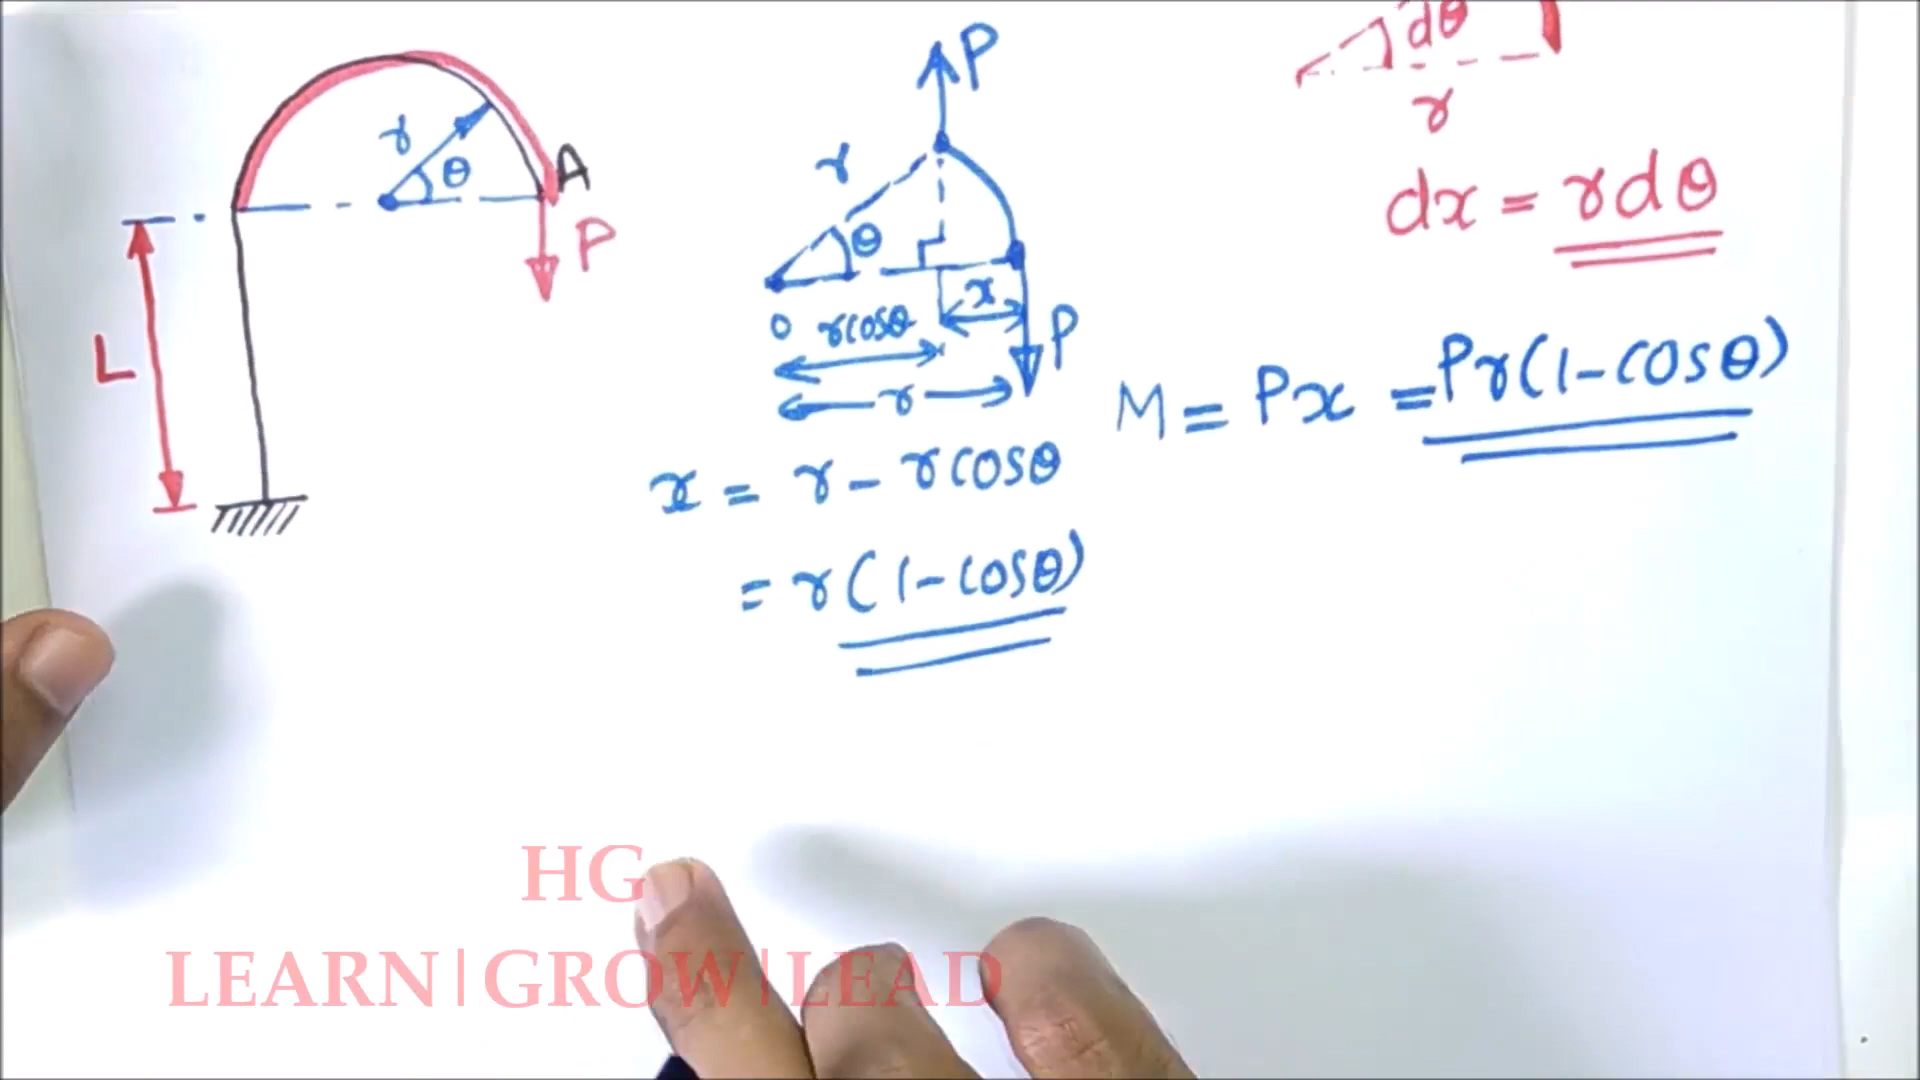 r
θ
A
P
L
P
r
θ
x
0 rcosθ
r
P
x = r - rcosθ
= r(1-cosθ)
dθ
r
dx = rdθ
M = Px = Pr(1-cosθ)
HG
LEARN|GROW|LEAD